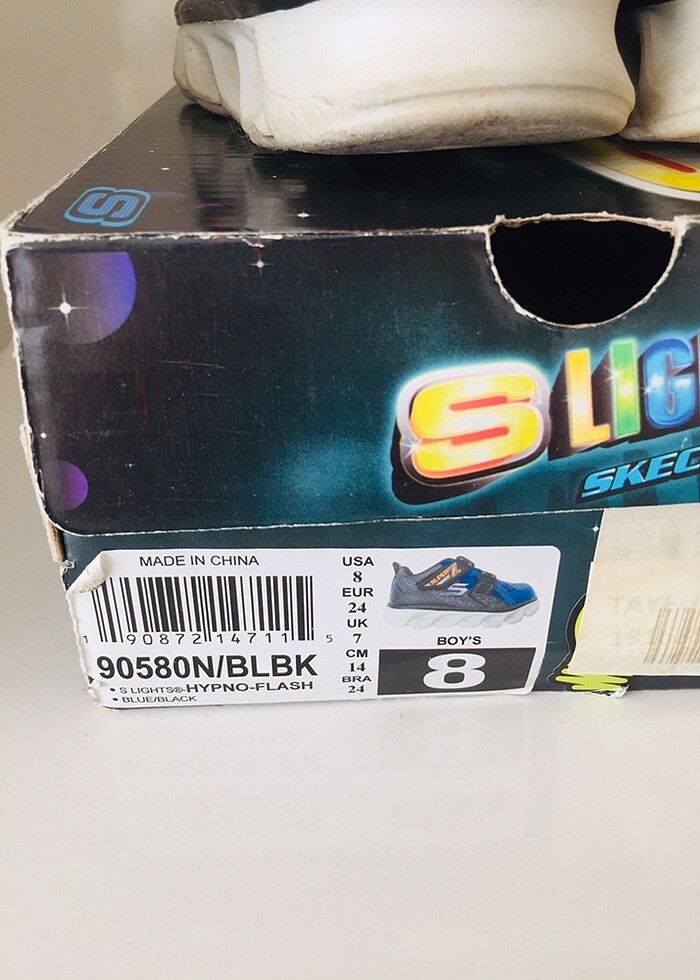 S
S LIG
SKEC
MADE IN CHINA
1 90872 14711 5
90580N/BLBK
• S LIGHTS®-HYPNO-FLASH
• BLUE/BLACK
USA
8
EUR
24
UK
7
CM
14
BRA
24
S
BOY'S
8